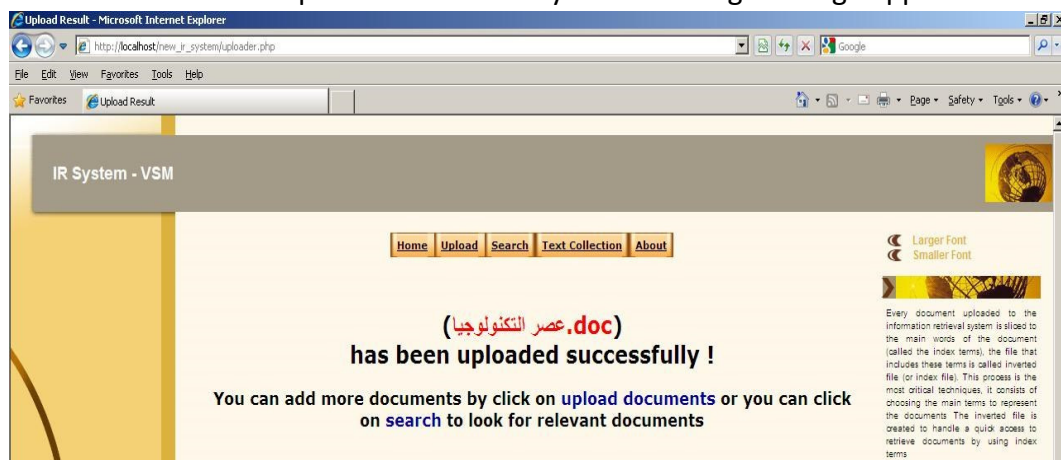 Upload Result - Microsoft Internet Explorer
http://localhost/new_ir_system/uploader.php
Google
File Edit View Favorites Tools Help
Favorites Upload Result
Page Safety Tools
IR System - VSM
Home Upload Search Text Collection About
Larger Font
Smaller Font
(عصر التكنولوجيا.doc)
has been uploaded successfully !
You can add more documents by click on upload documents or you can click
on search to look for relevant documents
Every document uploaded to the
information retrieval system is sliced to
the main words of the document
(called the index terms), the file that
includes these terms is called inverted
file (or index file). This process is the
most critical techniques, it consists of
choosing the main terms to represent
the documents The inverted file is
created to handle a quick access to
retrieve documents by using index
terms